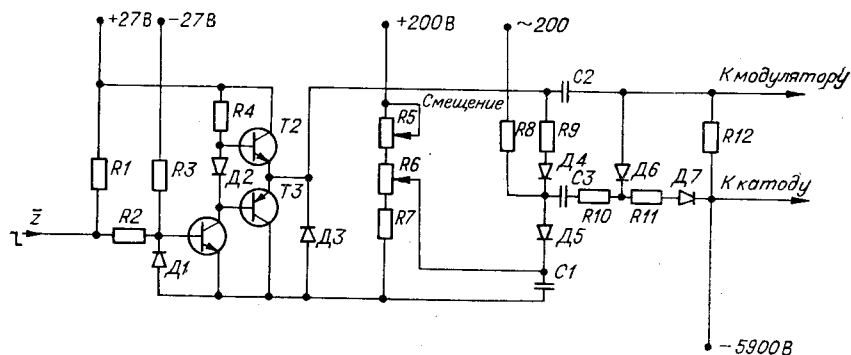 +27В -27В +200В ~200
C2 К модулятору
R4 T2 Смещение R5 R8 R9 R12
R1 R3 Д2 T3 R6 Д4 C3 Д6 Д7 К катоду
z̅ R2 Д3 R7 R10 R11
Д1 Д5
C1
-5900В